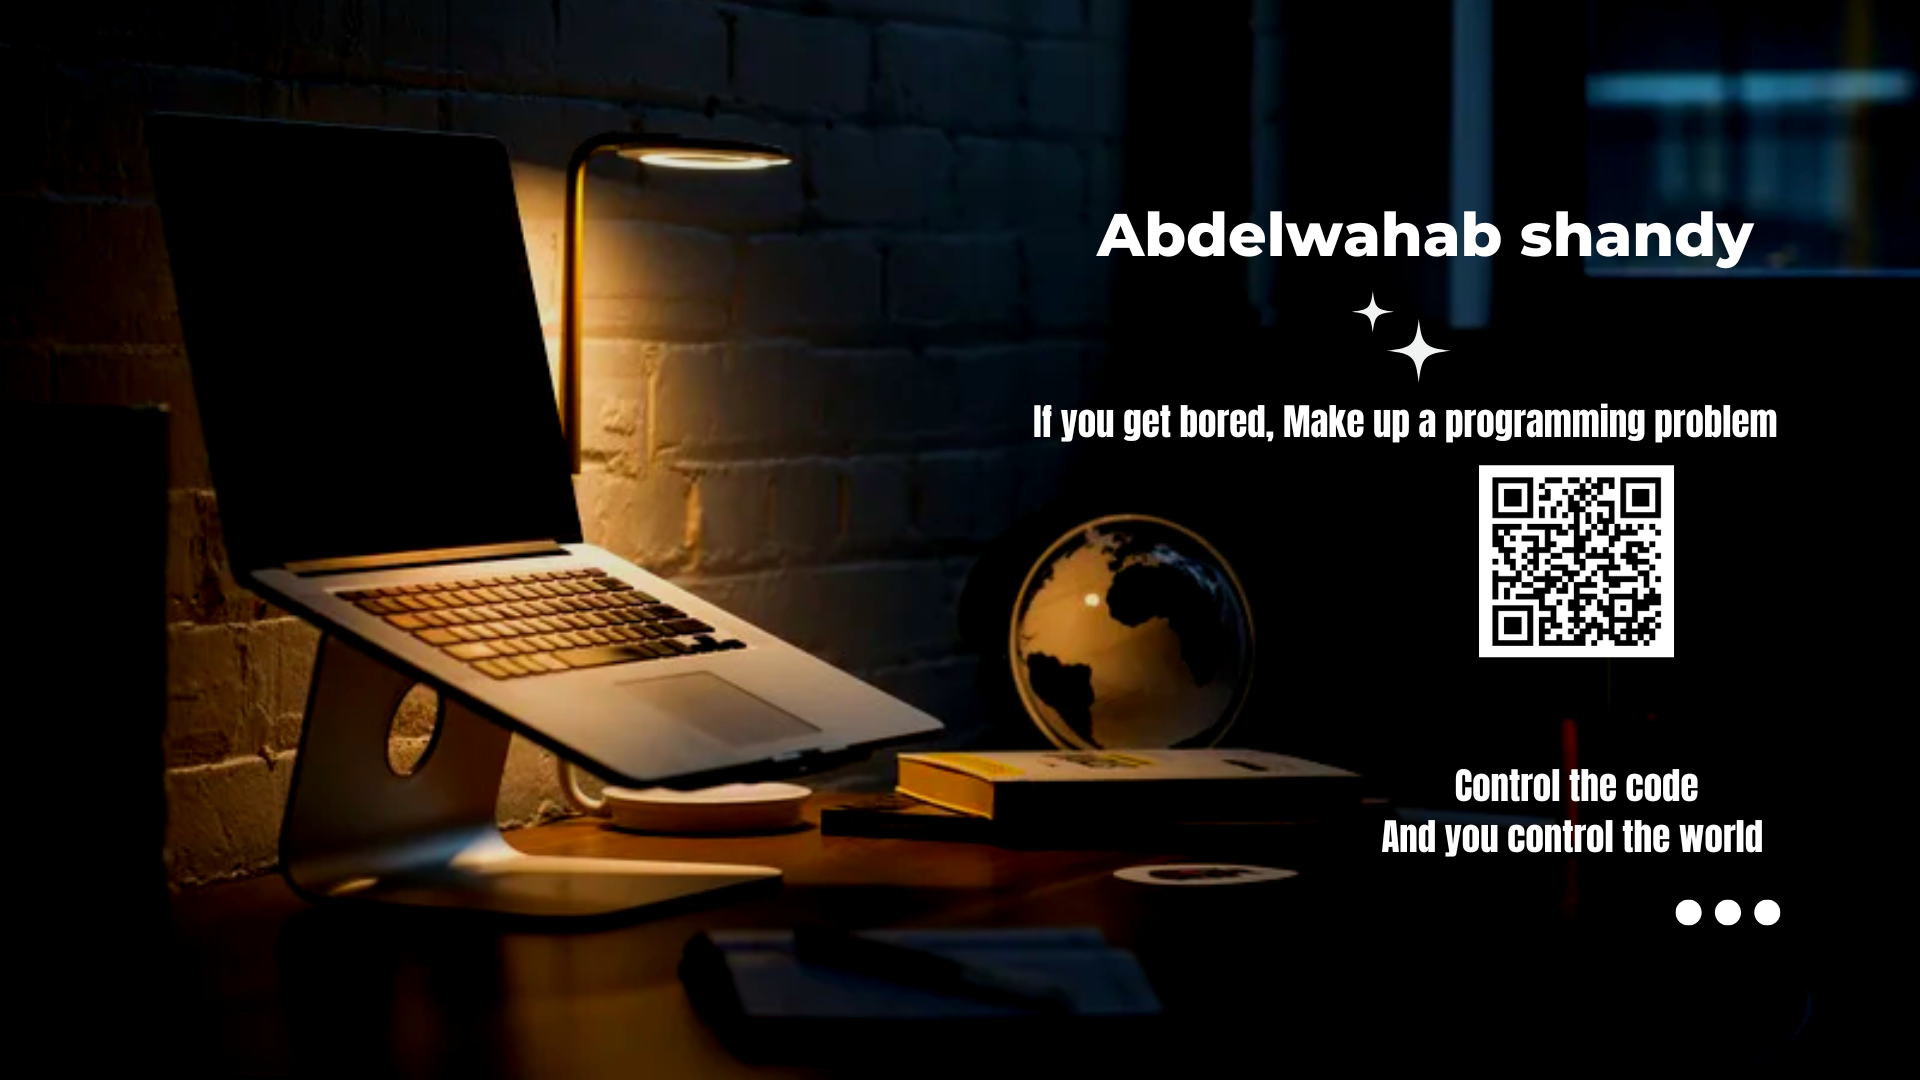 Abdelwahab shandy
If you get bored, Make up a programming problem
Control the code
And you control the world